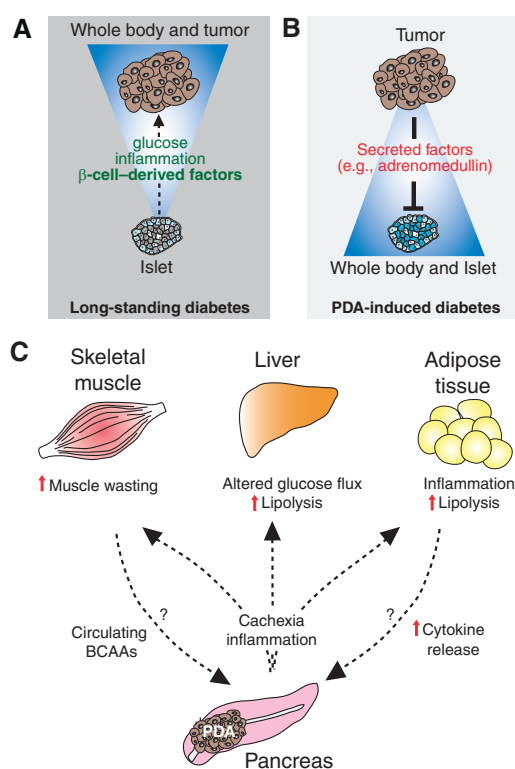 A
Whole body and tumor
glucose
inflammation
β-cell–derived factors
Islet
Long-standing diabetes
B
Tumor
Secreted factors
(e.g., adrenomedullin)
Whole body and Islet
PDA-induced diabetes
C
Skeletal
muscle
Muscle wasting
Liver
Altered glucose flux
Lipolysis
Adipose
tissue
Inflammation
Lipolysis
?
Circulating
BCAAs
Cachexia
inflammation
?
Cytokine
release
PDA
Pancreas